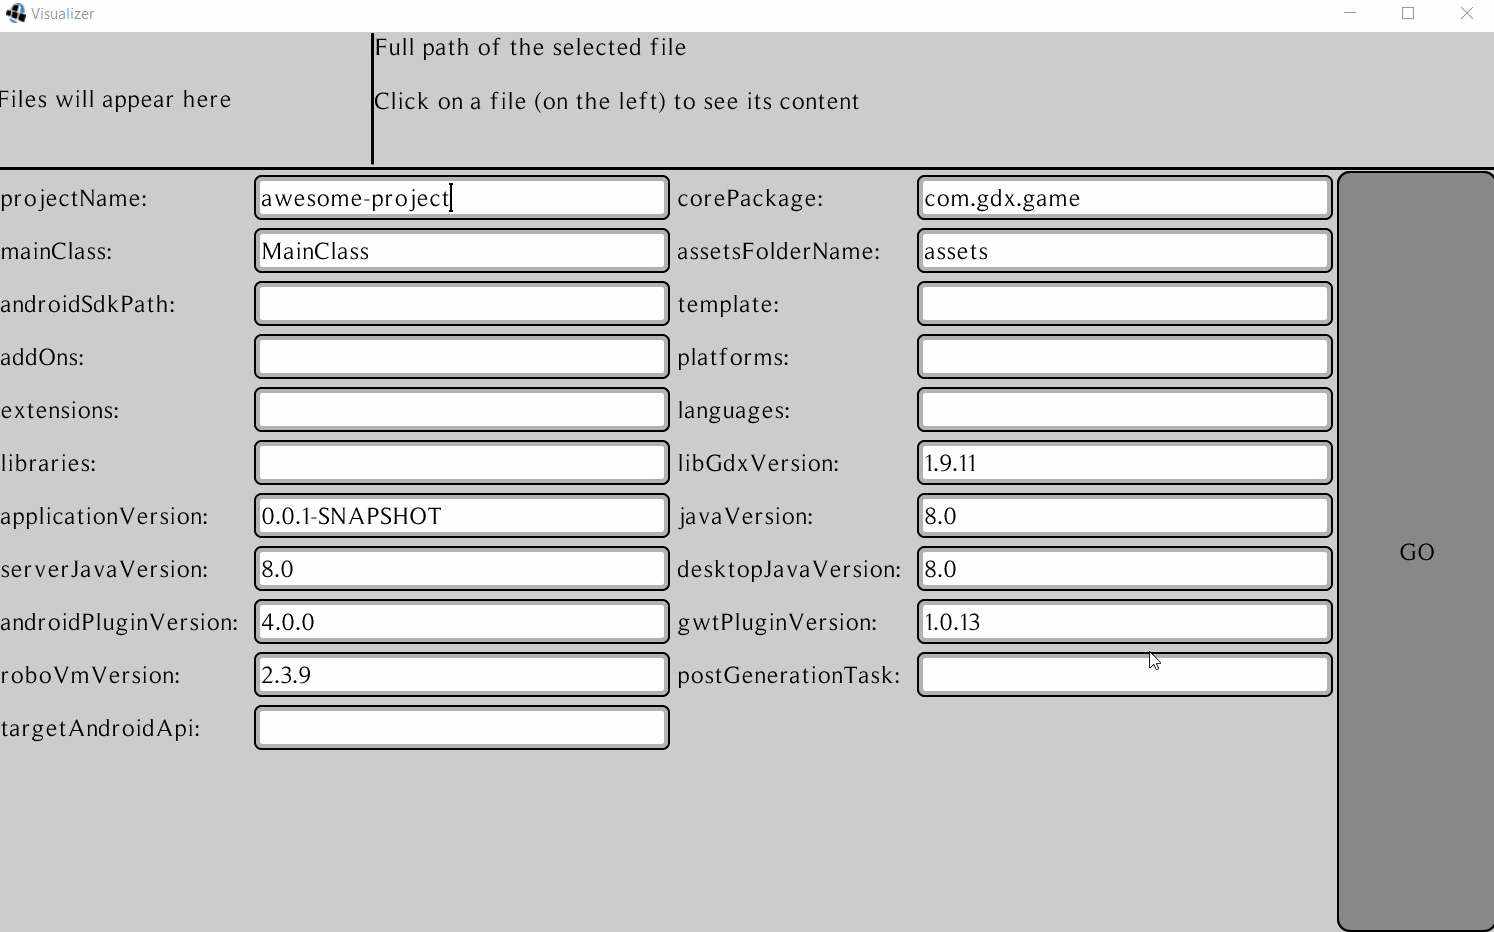 Visualizer
Full path of the selected file
Files will appear here
Click on a file (on the left) to see its content
projectName: awesome-project corePackage: com.gdx.game
mainClass: MainClass assetsFolderName: assets
androidSdkPath: template:
addOns: platforms:
extensions: languages:
libraries: libGdxVersion: 1.9.11
applicationVersion: 0.0.1-SNAPSHOT javaVersion: 8.0
GO
serverJavaVersion: 8.0 desktopJavaVersion: 8.0
androidPluginVersion: 4.0.0 gwtPluginVersion: 1.0.13
roboVmVersion: 2.3.9 postGenerationTask:
targetAndroidApi: